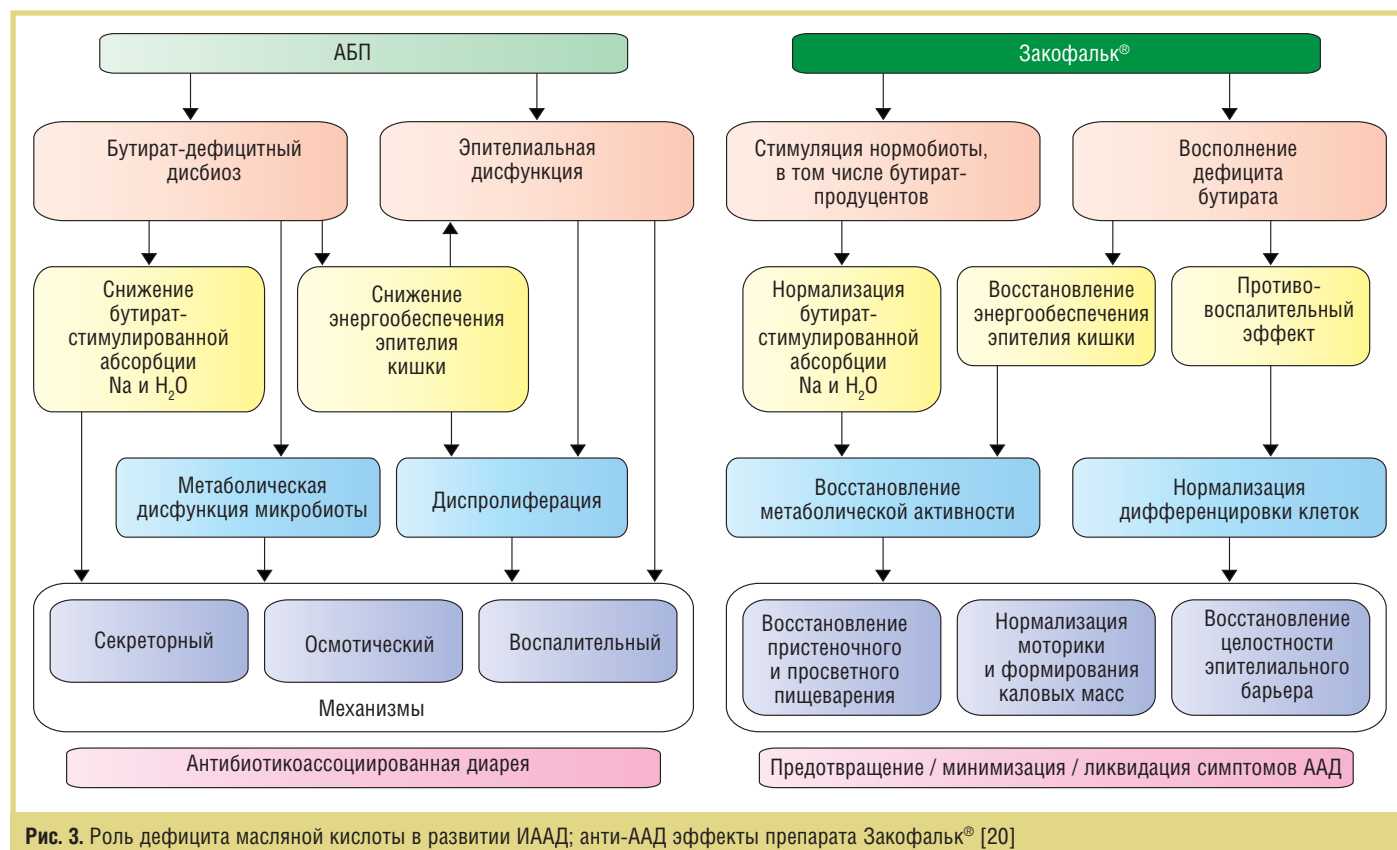 АБП
Бутират-дефицитный
дисбиоз
Эпителиальная
дисфункция
Снижение
бутират-
стимулированной
абсорбции
Na и H₂O
Снижение
энергообеспечения
эпителия
кишки
Метаболическая
дисфункция микробиоты
Диспролиферация
Секреторный
Осмотический
Воспалительный
Механизмы
Антибиотикоассоциированная диарея
Закофальк®
Стимуляция нормобиоты,
в том числе бутират-
продуцентов
Восполнение
дефицита
бутирата
Нормализация
бутират-
стимулированной
абсорбции
Na и H₂O
Восстановление
энергообеспечения
эпителия кишки
Противо-
воспалительный
эффект
Восстановление
метаболической активности
Нормализация
дифференцировки клеток
Восстановление
пристеночного
и просветного
пищеварения
Нормализация
моторики
и формирования
каловых масс
Восстановление
целостности
эпителиального
барьера
Предотвращение / минимизация / ликвидация симптомов ААД
Рис. 3. Роль дефицита масляной кислоты в развитии ИААД; анти-ААД эффекты препарата Закофальк® [20]